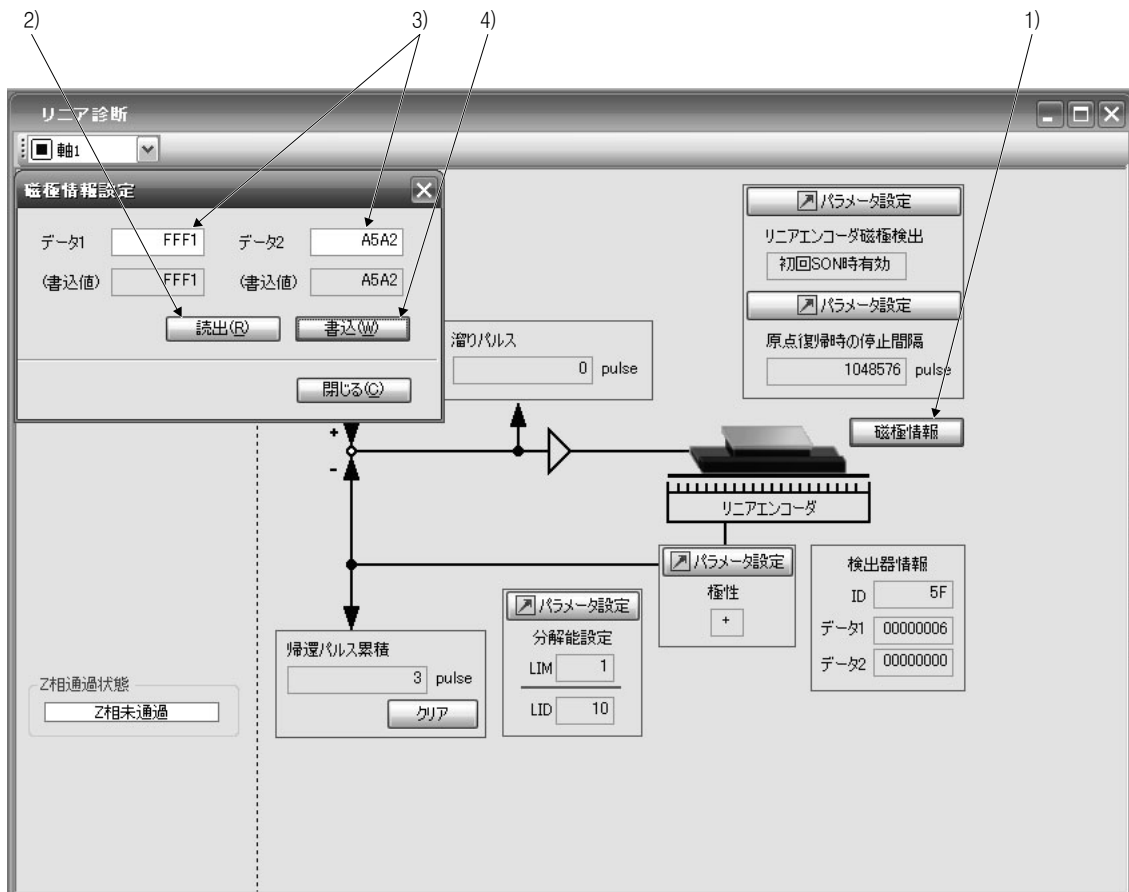 2)
3)
4)
1)
リニア診断
軸1
磁極情報設定
データ1 FFF1 データ2 A5A2
(書込値) FFF1 (書込値) A5A2
読出(R) 書込(W)
閉じる(C)
溜りパルス
0 pulse
パラメータ設定
リニアエンコーダ磁極検出
初回SON時有効
パラメータ設定
原点復帰時の停止間隔
1048576 pulse
磁極情報
+
-
リニアエンコーダ
パラメータ設定
極性
+
検出器情報
ID 5F
データ1 00000006
データ2 00000000
パラメータ設定
分解能設定
LIM 1
LID 10
帰還パルス累積
3 pulse
クリア
Z相通過状態
Z相未通過